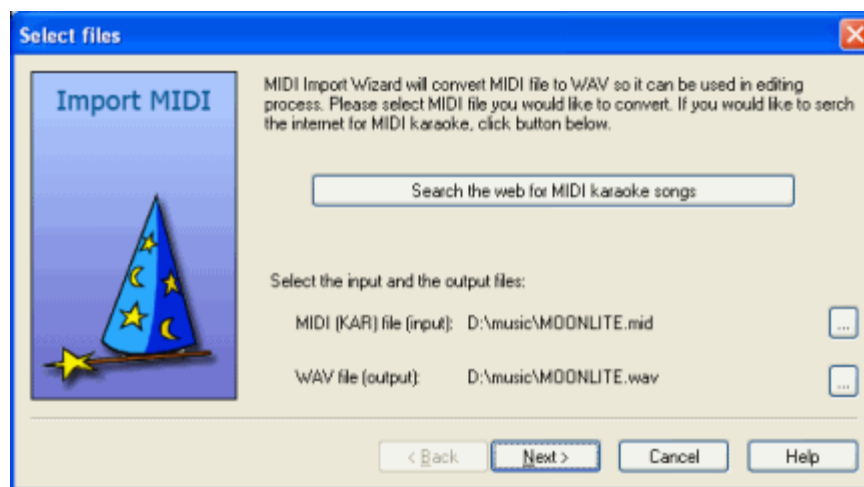 Select files
Import MIDI
MIDI Import Wizard will convert MIDI file to WAV so it can be used in editing
process. Please select MIDI file you would like to convert. If you would like to serch
the internet for MIDI karaoke, click button below.
Search the web for MIDI karaoke songs
Select the input and the output files:
MIDI (KAR) file (input): D:\music\MOONLITE.mid ...
WAV file (output): D:\music\MOONLITE.wav ...
< Back Next > Cancel Help